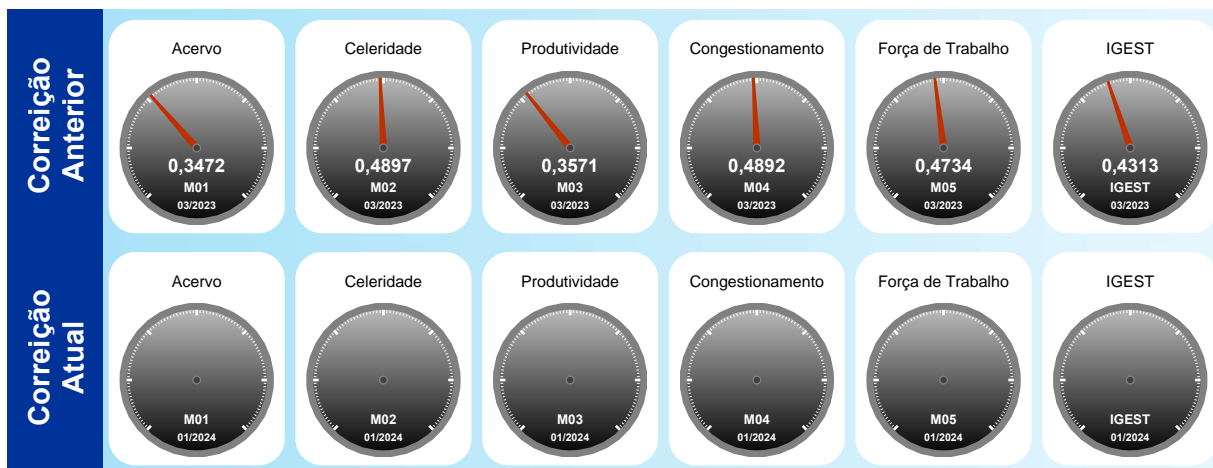 Correição
Anterior
Acervo
0,3472
M01
03/2023
Celeridade
0,4897
M02
03/2023
Produtividade
0,3571
M03
03/2023
Congestionamento
0,4892
M04
03/2023
Força de Trabalho
0,4734
M05
03/2023
IGEST
0,4313
IGEST
03/2023
Correição
Atual
Acervo
M01
01/2024
Celeridade
M02
01/2024
Produtividade
M03
01/2024
Congestionamento
M04
01/2024
Força de Trabalho
M05
01/2024
IGEST
IGEST
01/2024